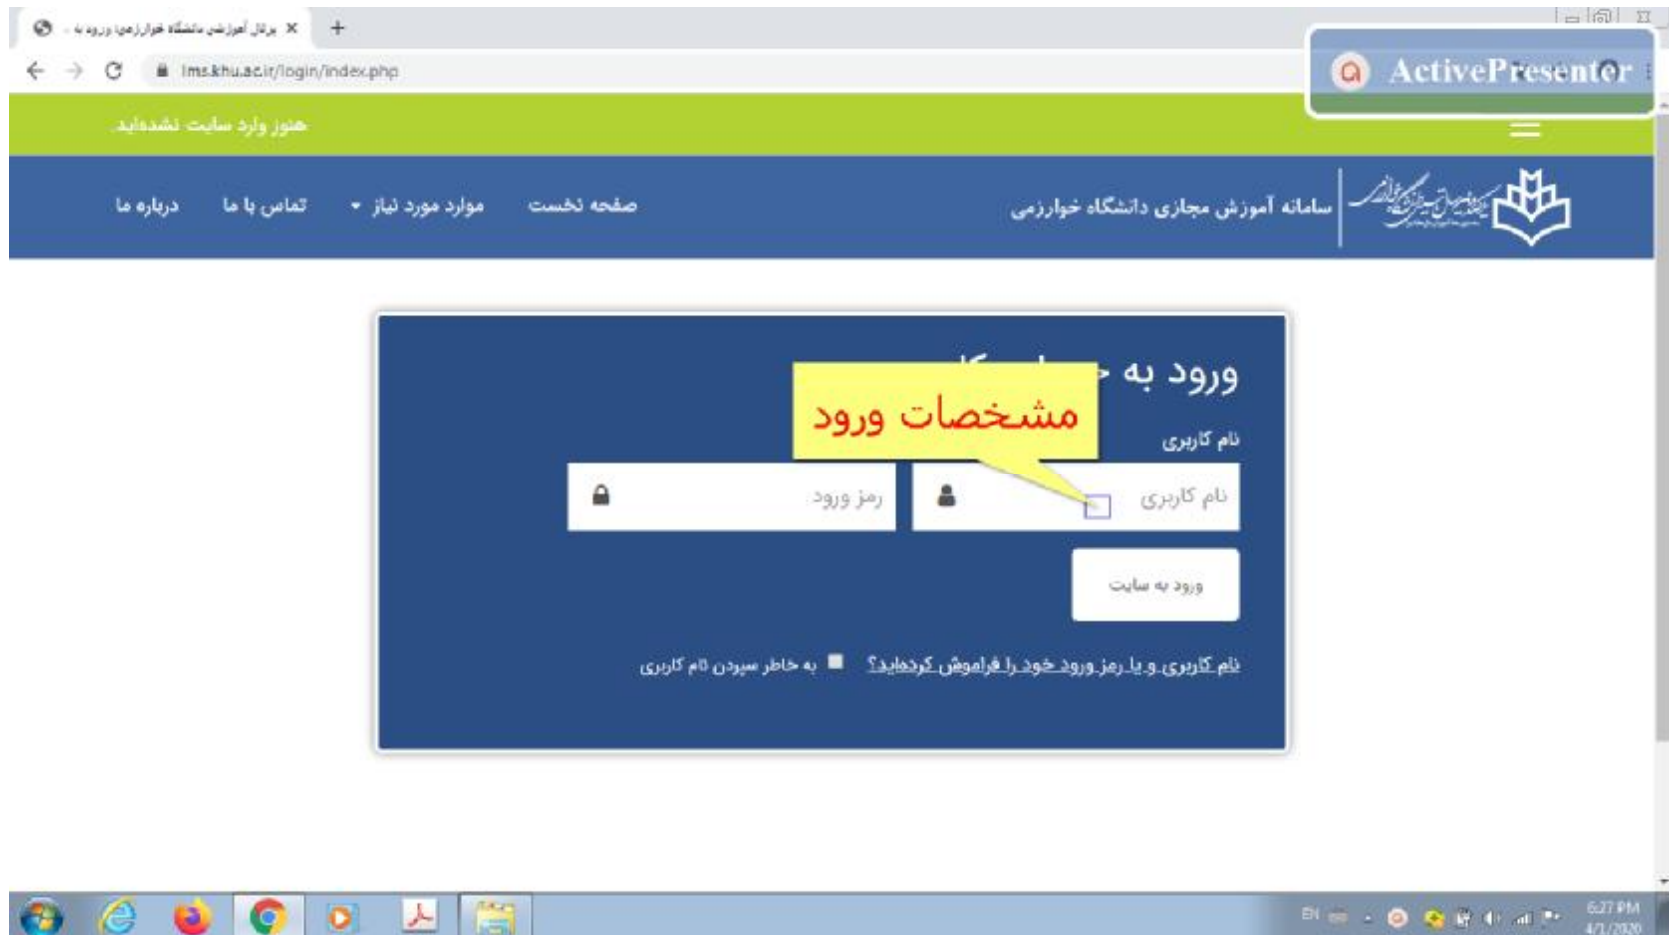 پرتال آموزشی دانشگاه خوارزمی: ورود به
lms.khu.ac.ir/login/index.php
ActivePresenter
هنوز وارد سایت نشده‌اید.
سامانه آموزش مجازی دانشگاه خوارزمی
صفحه نخست
موارد مورد نیاز
تماس با ما
درباره ما
ورود به
مشخصات ورود
نام کاربری
نام کاربری
رمز ورود
ورود به سایت
نام کاربری و یا رمز ورود خود را فراموش کرده‌اید؟
به خاطر سپردن نام کاربری
EN
6:27 PM
4/1/2020